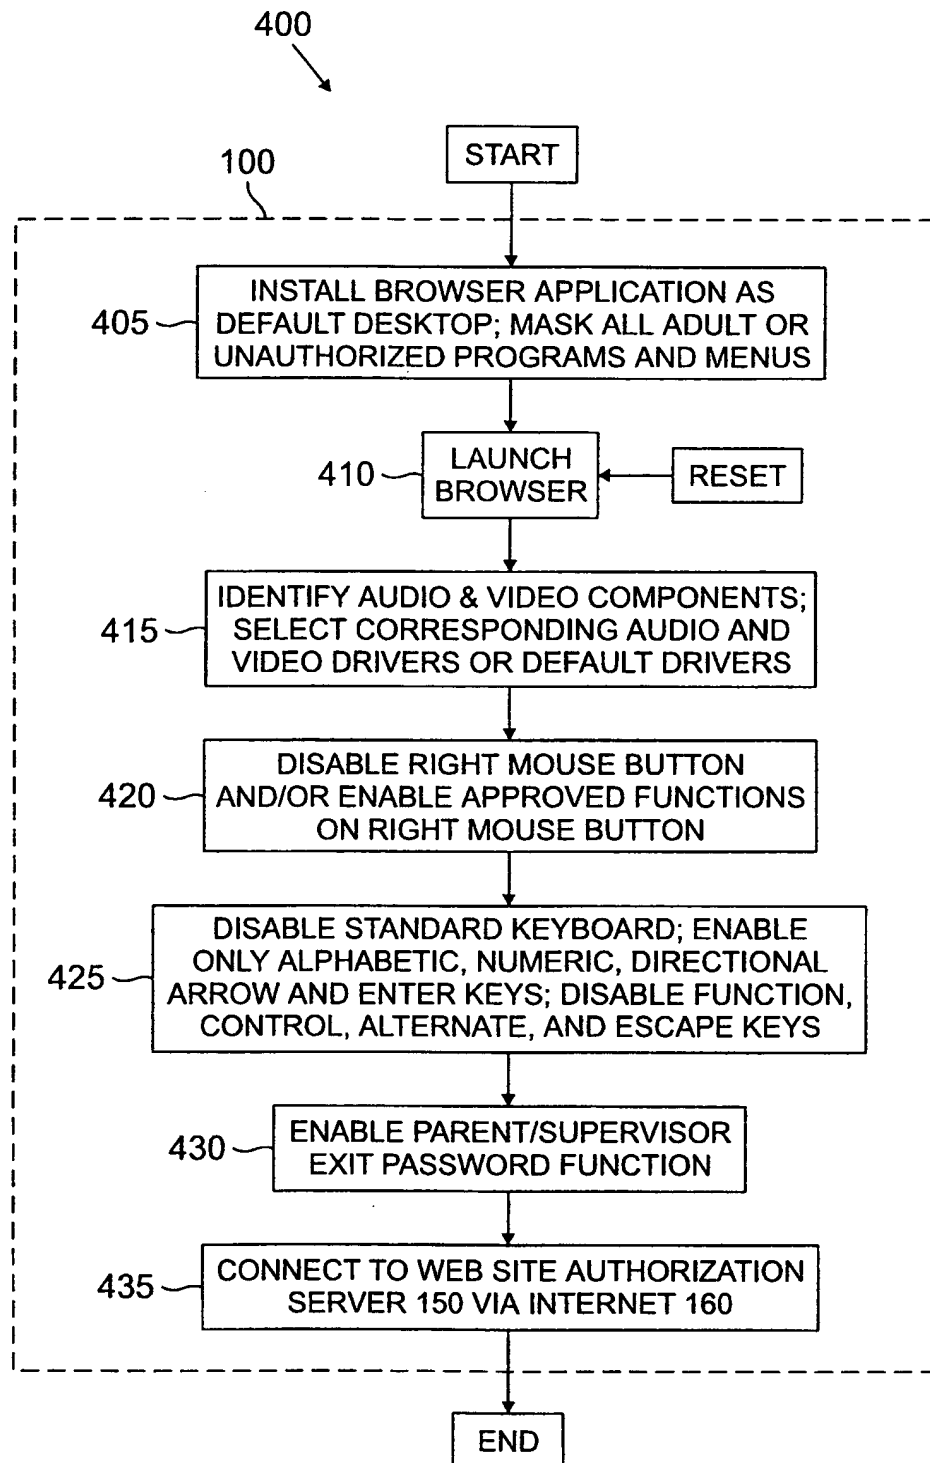 400
START
100
INSTALL BROWSER APPLICATION AS
DEFAULT DESKTOP; MASK ALL ADULT OR
UNAUTHORIZED PROGRAMS AND MENUS
405
LAUNCH
BROWSER
410
RESET
IDENTIFY AUDIO & VIDEO COMPONENTS;
SELECT CORRESPONDING AUDIO AND
VIDEO DRIVERS OR DEFAULT DRIVERS
415
DISABLE RIGHT MOUSE BUTTON
AND/OR ENABLE APPROVED FUNCTIONS
ON RIGHT MOUSE BUTTON
420
DISABLE STANDARD KEYBOARD; ENABLE
ONLY ALPHABETIC, NUMERIC, DIRECTIONAL
ARROW AND ENTER KEYS; DISABLE FUNCTION,
CONTROL, ALTERNATE, AND ESCAPE KEYS
425
ENABLE PARENT/SUPERVISOR
EXIT PASSWORD FUNCTION
430
CONNECT TO WEB SITE AUTHORIZATION
SERVER 150 VIA INTERNET 160
435
END